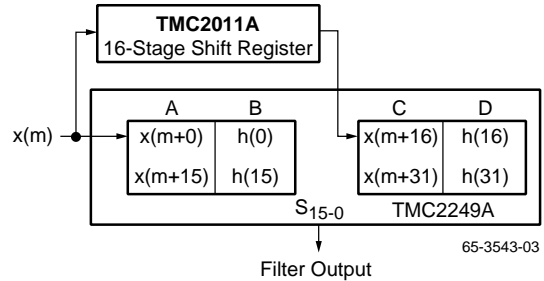 TMC2011A
16-Stage Shift Register
A B C D
x(m) x(m+0) h(0) x(m+16) h(16)
x(m+15) h(15) x(m+31) h(31)
S15-0 TMC2249A
65-3543-03
Filter Output